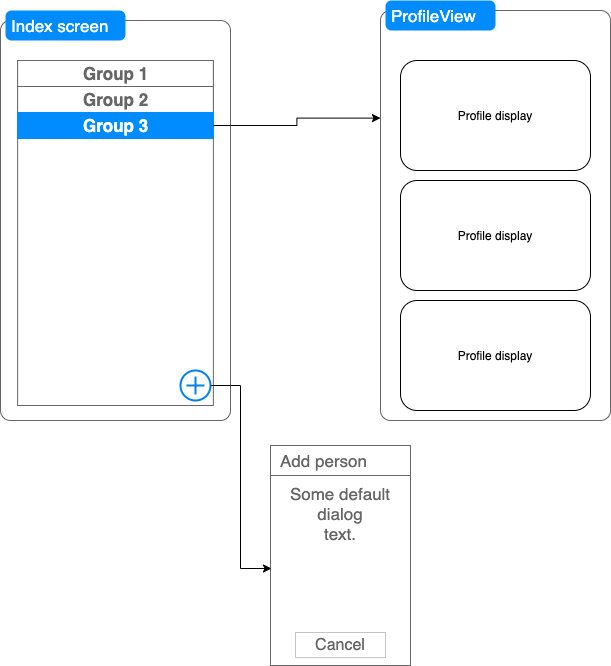 Index screen
Group 1
Group 2
Group 3
ProfileView
Profile display
Profile display
Profile display
Add person
Some default
dialog
text.
Cancel